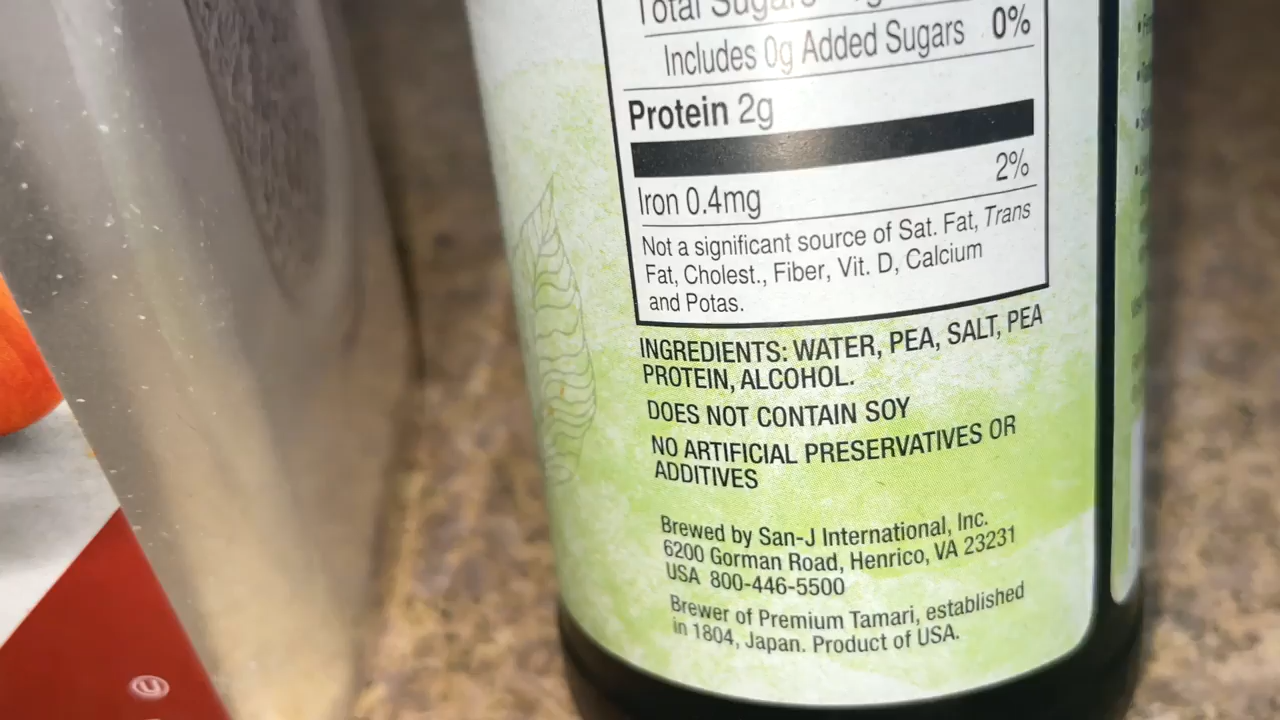 Total Sugars
Includes 0g Added Sugars 0%
Protein 2g
2%
Iron 0.4mg
Not a significant source of Sat. Fat, Trans
Fat, Cholest., Fiber, Vit. D, Calcium
and Potas.
INGREDIENTS: WATER, PEA, SALT, PEA
PROTEIN, ALCOHOL.
DOES NOT CONTAIN SOY
NO ARTIFICIAL PRESERVATIVES OR
ADDITIVES
Brewed by San-J International, Inc.
6200 Gorman Road, Henrico, VA 23231
USA 800-446-5500
Brewer of Premium Tamari, established
in 1804, Japan. Product of USA.
U